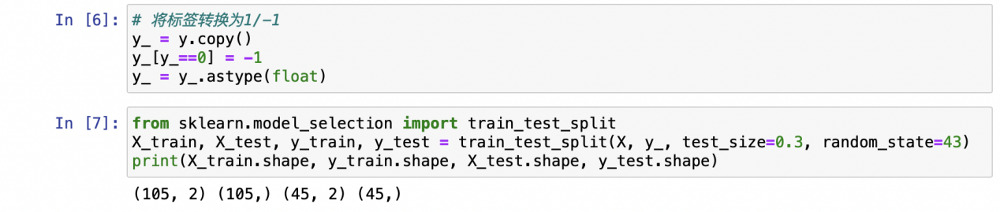 In [6]: # 将标签转换为1/-1
y_ = y.copy()
y_[y_==0] = -1
y_ = y_.astype(float)
In [7]: from sklearn.model_selection import train_test_split
X_train, X_test, y_train, y_test = train_test_split(X, y_, test_size=0.3, random_state=43)
print(X_train.shape, y_train.shape, X_test.shape, y_test.shape)
(105, 2) (105,) (45, 2) (45,)